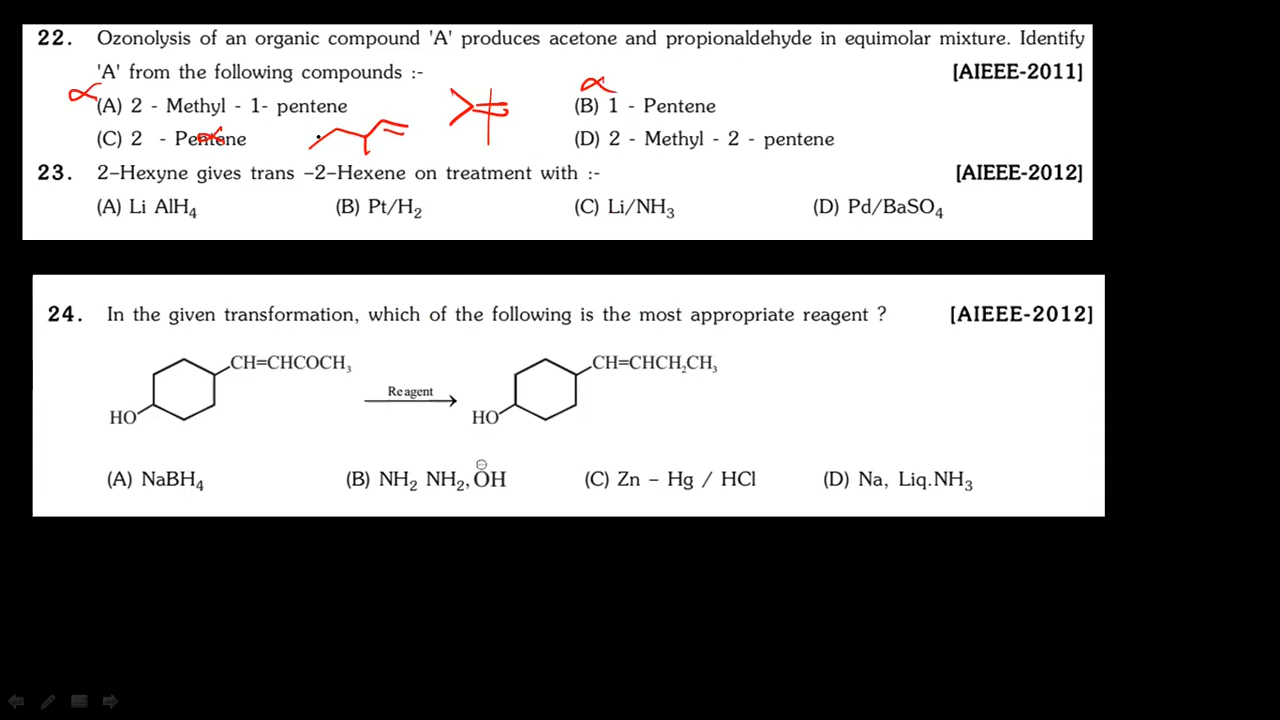 22. Ozonolysis of an organic compound 'A' produces acetone and propionaldehyde in equimolar mixture. Identify
'A' from the following compounds :- [AIEEE-2011]
(A) 2 - Methyl - 1- pentene (B) 1 - Pentene
(C) 2 - Pentene (D) 2 - Methyl - 2 - pentene
23. 2–Hexyne gives trans –2–Hexene on treatment with :- [AIEEE-2012]
(A) Li AlH₄ (B) Pt/H₂ (C) Li/NH₃ (D) Pd/BaSO₄
24. In the given transformation, which of the following is the most appropriate reagent ? [AIEEE-2012]
CH=CHCOCH₃ CH=CHCH₂CH₃
Reagent
HO HO
(A) NaBH₄ (B) NH₂ NH₂, ⊖OH (C) Zn – Hg / HCl (D) Na, Liq.NH₃